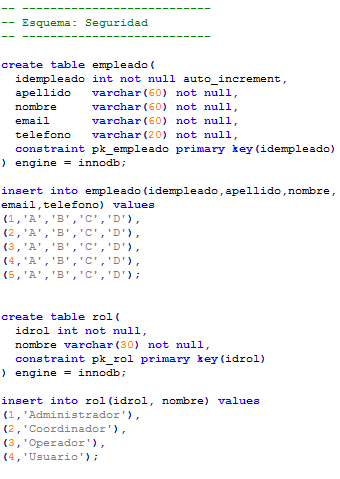 -- ---------------------------
-- Esquema: Seguridad
-- ---------------------------
create table empleado(
idempleado int not null auto_increment,
apellido varchar(60) not null,
nombre varchar(60) not null,
email varchar(60) not null,
telefono varchar(20) not null,
constraint pk_empleado primary key(idempleado)
) engine = innodb;
insert into empleado(idempleado,apellido,nombre,
email,telefono) values
(1,'A','B','C','D'),
(2,'A','B','C','D'),
(3,'A','B','C','D'),
(4,'A','B','C','D'),
(5,'A','B','C','D');
create table rol(
idrol int not null,
nombre varchar(30) not null,
constraint pk_rol primary key(idrol)
) engine = innodb;
insert into rol(idrol, nombre) values
(1,'Administrador'),
(2,'Coordinador'),
(3,'Operador'),
(4,'Usuario');